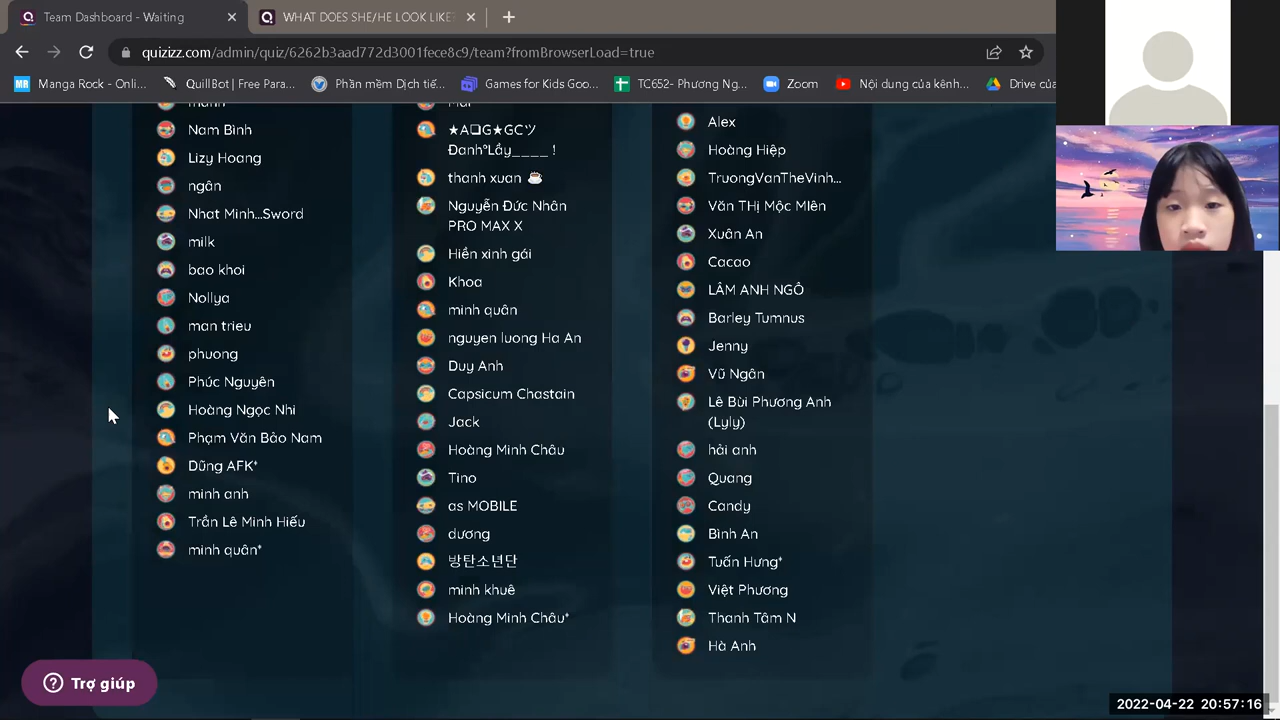 Team Dashboard - Waiting
WHAT DOES SHE/HE LOOK LIKE?
quizizz.com/admin/quiz/6262b3aad772d3001fece8c9/team?fromBrowserLoad=true
MR Manga Rock - Onli...
QuillBot | Free Para...
Phần mềm Dịch tiế...
Games for Kids Geo...
TC652- Phương Ng...
Zoom
Nội dung của kênh...
Drive củ
Nam Bình
Lizy Hoang
ngân
Nhat Minh...Sword
milk
bao khoi
Nollya
man trieu
phuong
Phúc Nguyên
Hoàng Ngọc Nhi
Phạm Văn Bảo Nam
Dũng AFK*
minh anh
Trần Lê Minh Hiếu
minh quân*
Mai
★A❏G★GCツ
ĐanhºLầy____ !
thanh xuan ☕
Nguyễn Đức Nhân
PRO MAX X
Hiền xinh gái
Khoa
minh quân
nguyen luong Ha An
Duy Anh
Capsicum Chastain
Jack
Hoàng Minh Châu
Tino
as MOBILE
dương
방탄소년단
minh khuê
Hoàng Minh Châu*
Alex
Hoàng Hiệp
TruongVanTheVinh...
Văn THị Mộc MIên
Xuân An
Cacao
LÂM ANH NGÔ
Barley Tumnus
Jenny
Vũ Ngân
Lê Bùi Phương Anh
(Lyly)
hải anh
Quang
Candy
Bình An
Tuấn Hưng*
Việt Phương
Thanh Tâm N
Hà Anh
Trợ giúp
2022-04-22 20:57:16